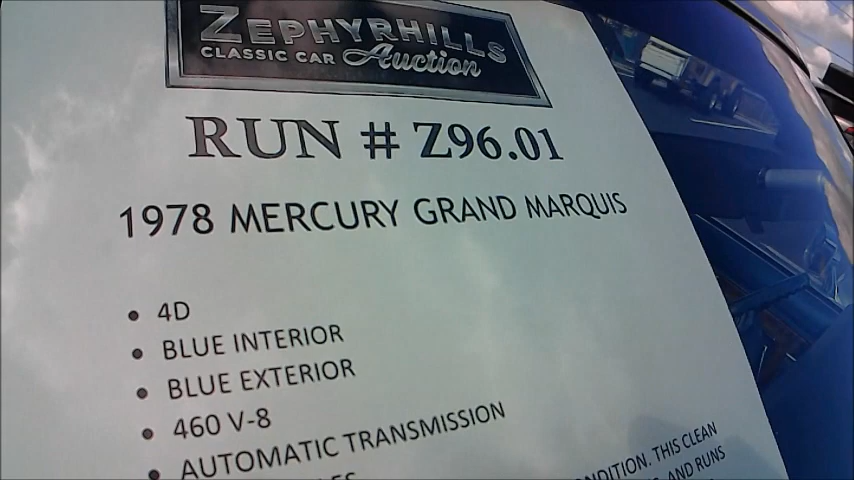 ZEPHYRHILLS
CLASSIC CAR Auction
RUN # Z96.01
1978 MERCURY GRAND MARQUIS
• 4D
• BLUE INTERIOR
• BLUE EXTERIOR
• 460 V-8
• AUTOMATIC TRANSMISSION
THIS CLEAN
AND RUNS